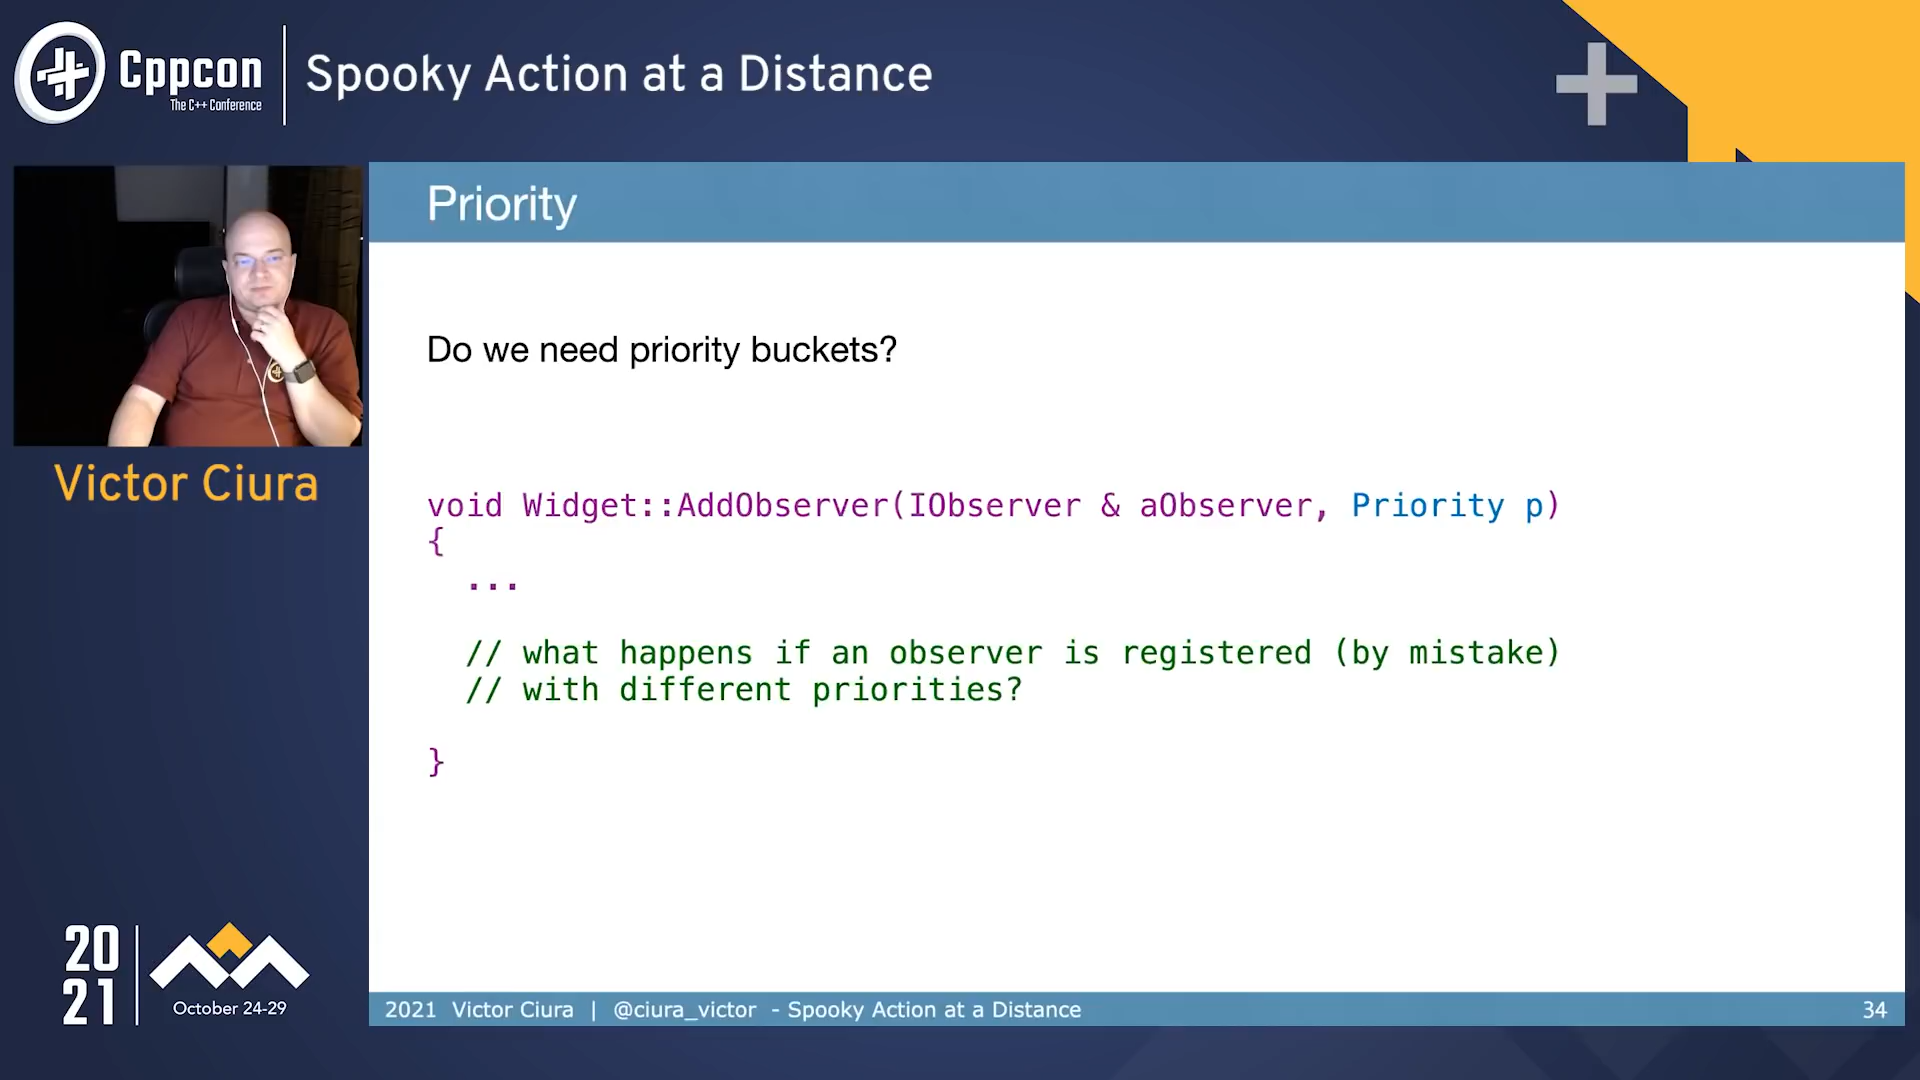 Cppcon
The C++ Conference
Spooky Action at a Distance
Victor Ciura
Priority
Do we need priority buckets?
void Widget::AddObserver(IObserver & aObserver, Priority p)
{
...
// what happens if an observer is registered (by mistake)
// with different priorities?
}
20
21
October 24-29
2021 Victor Ciura | @ciura_victor - Spooky Action at a Distance
34